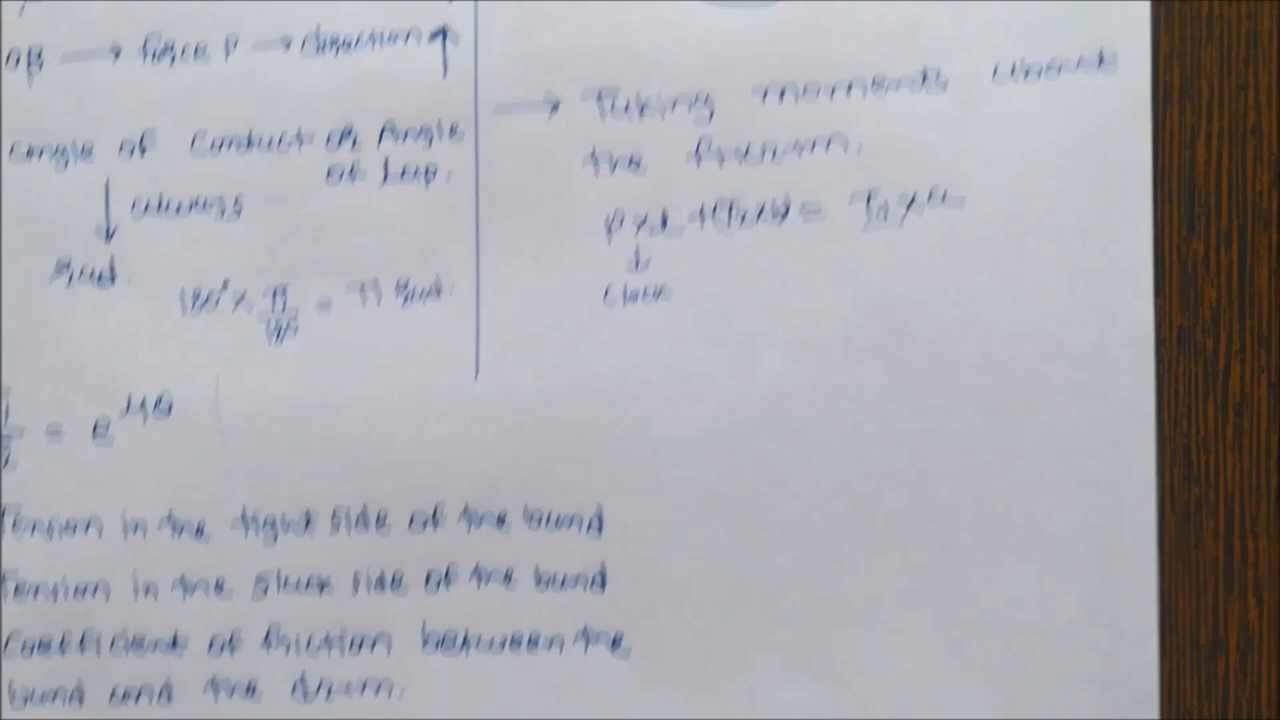 → force P → direction ↑
angle of Contact or Angle
of Lap.
↓ always
Rad
180° × π/180 = π Rad.
= e^μθ
Tension in the tight side of the band
Tension in the slack side of the band
Coefficient of friction between the
band and the drum.
→ Taking moments about
the fulcrum.
P × L + (T₂ × b) = T₁ × a
↓